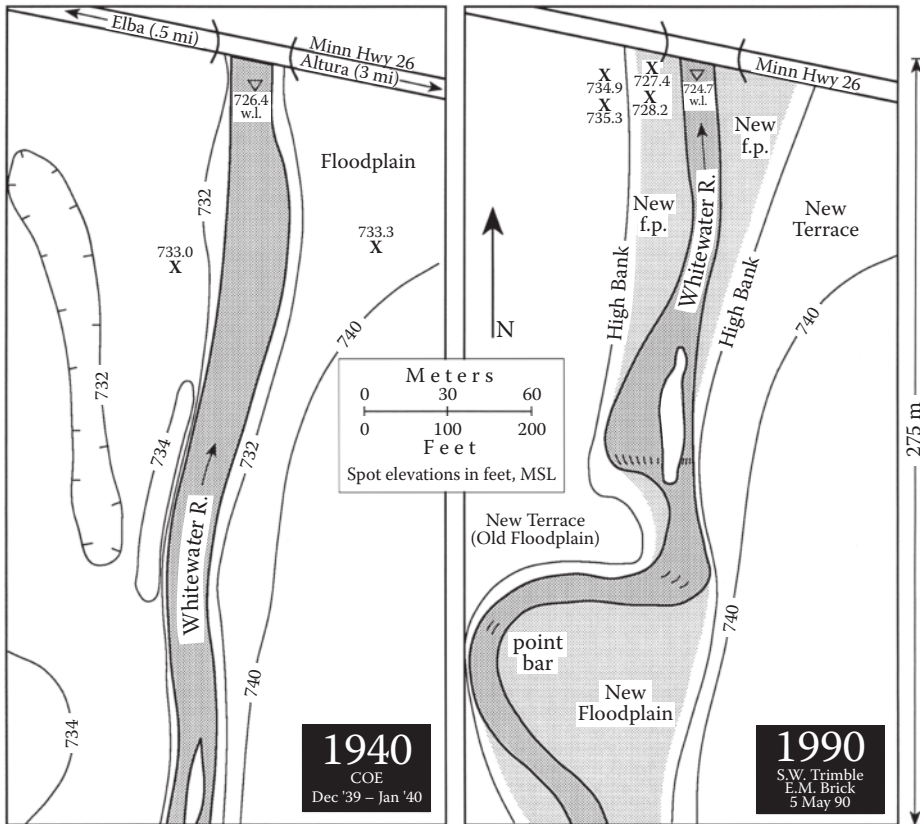 Elba (.5 mi)
Minn Hwy 26
Altura (3 mi)
726.4
w.l.
Floodplain
732
733.0
X
733.3
X
740
732
734
732
Whitewater R.
740
734
1940
COE
Dec '39 – Jan '40
Meters
0 30 60
0 100 200
Feet
Spot elevations in feet, MSL
Minn Hwy 26
X
734.9
X
735.3
X
727.4
X
728.2
724.7
w.l.
New
f.p.
New
f.p.
Whitewater R.
New
Terrace
High Bank
High Bank
N
740
275 m
New Terrace
(Old Floodplain)
740
point
bar
New
Floodplain
1990
S.W. Trimble
E.M. Brick
5 May 90